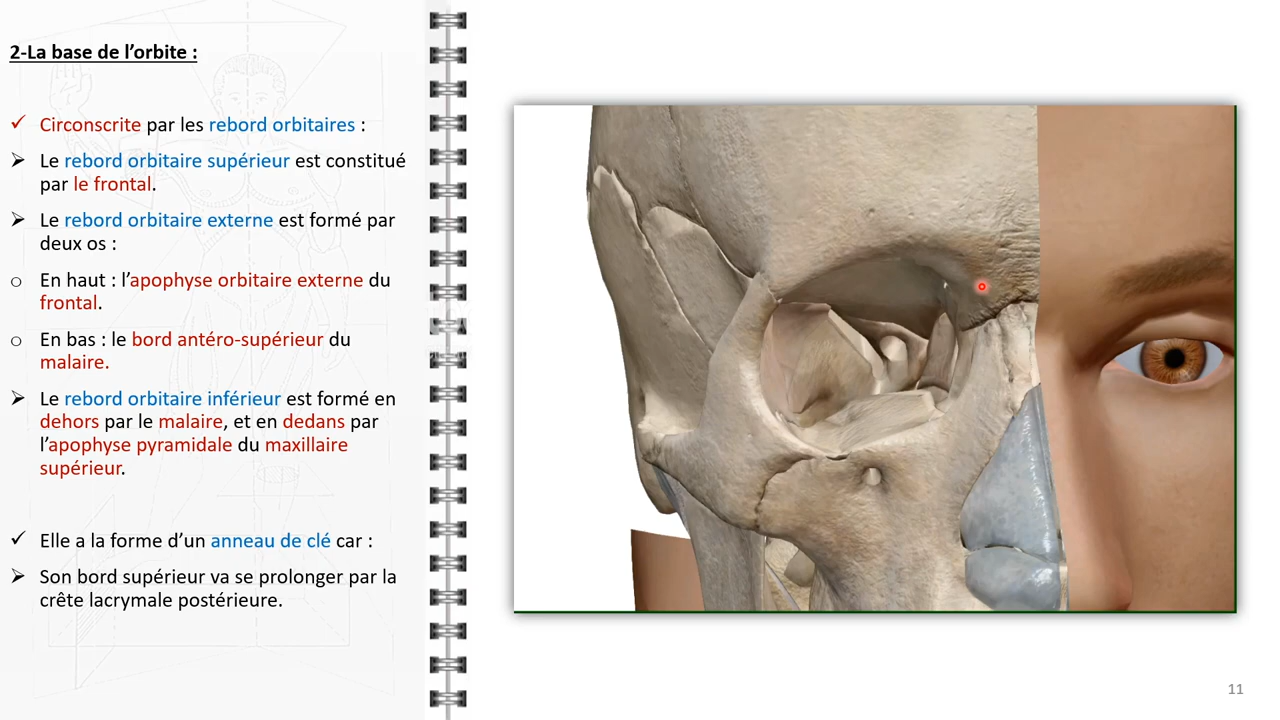 2-La base de l'orbite :
✓ Circonscrite par les rebord orbitaires :
➢ Le rebord orbitaire supérieur est constitué
par le frontal.
➢ Le rebord orbitaire externe est formé par
deux os :
o En haut : l'apophyse orbitaire externe du
frontal.
o En bas : le bord antéro-supérieur du
malaire.
➢ Le rebord orbitaire inférieur est formé en
dehors par le malaire, et en dedans par
l'apophyse pyramidale du maxillaire
supérieur.
✓ Elle a la forme d'un anneau de clé car :
➢ Son bord supérieur va se prolonger par la
crête lacrymale postérieure.
11